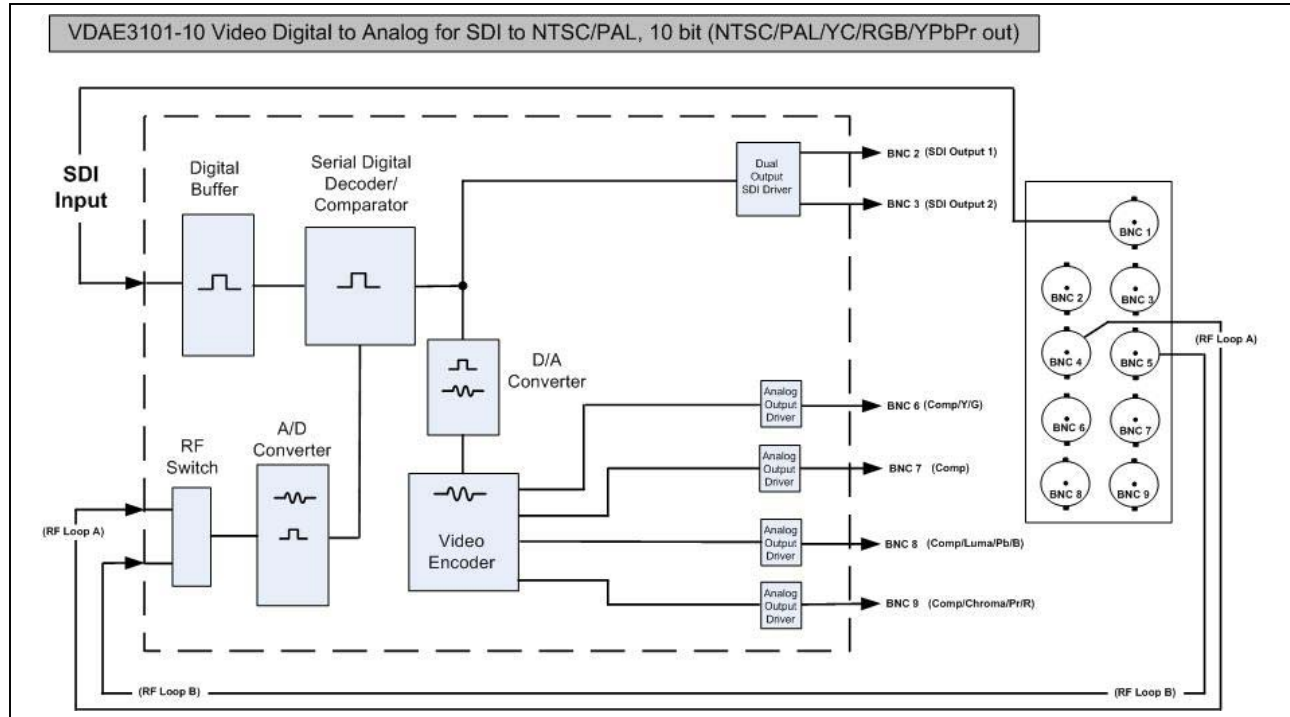 VDAE3101-10 Video Digital to Analog for SDI to NTSC/PAL, 10 bit (NTSC/PAL/YC/RGB/YPbPr out)
SDI
Input
Digital
Buffer
Serial Digital
Decoder/
Comparator
Dual
Output
SDI Driver
BNC 2 (SDI Output 1)
BNC 3 (SDI Output 2)
BNC 1
BNC 2
BNC 3
BNC 4
BNC 5
BNC 6
BNC 7
BNC 8
BNC 9
(RF Loop A)
D/A
Converter
RF
Switch
A/D
Converter
Video
Encoder
Analog
Output
Driver
BNC 6 (Comp/Y/G)
Analog
Output
Driver
BNC 7 (Comp)
Analog
Output
Driver
BNC 8 (Comp/Luma/Pb/B)
Analog
Output
Driver
BNC 9 (Comp/Chroma/Pr/R)
(RF Loop A)
(RF Loop B)
(RF Loop B)